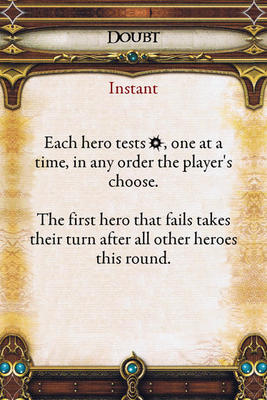 Doubt
Instant
Each hero tests , one at a
time, in any order the player's
choose.
The first hero that fails takes
their turn after all other heroes
this round.